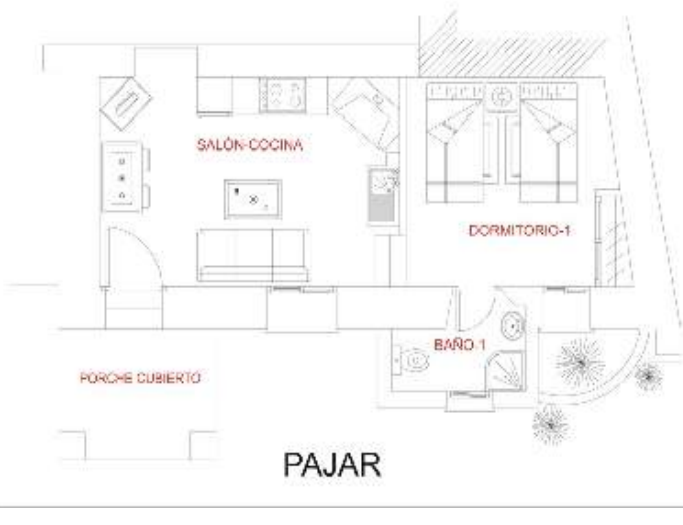 SALÓN-COCINA
DORMITORIO-1
BAÑO-1
PORCHE CUBIERTO
PAJAR